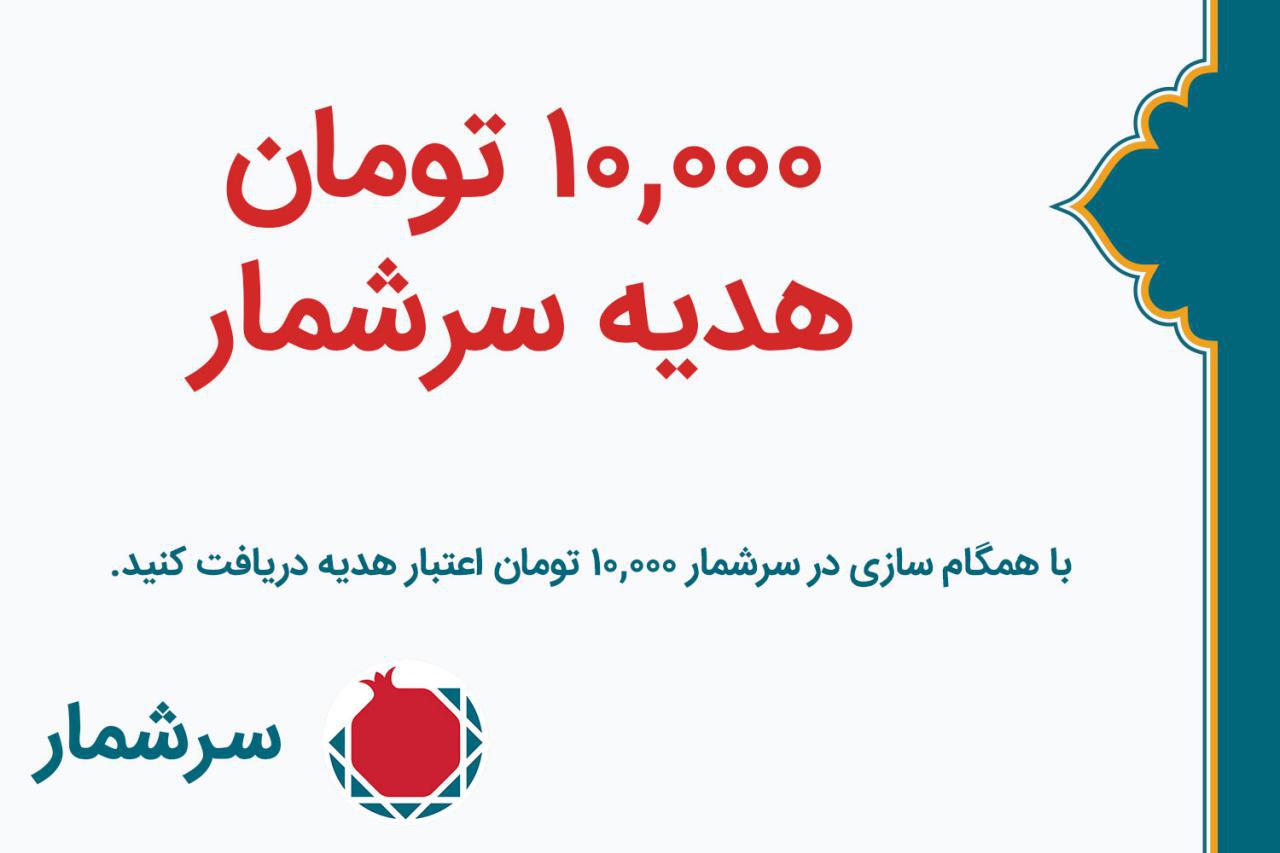 ۱۰,۰۰۰ تومان
هدیه سرشمار
با همگام سازی در سرشمار ۱۰,۰۰۰ تومان اعتبار هدیه دریافت کنید.
سرشمار